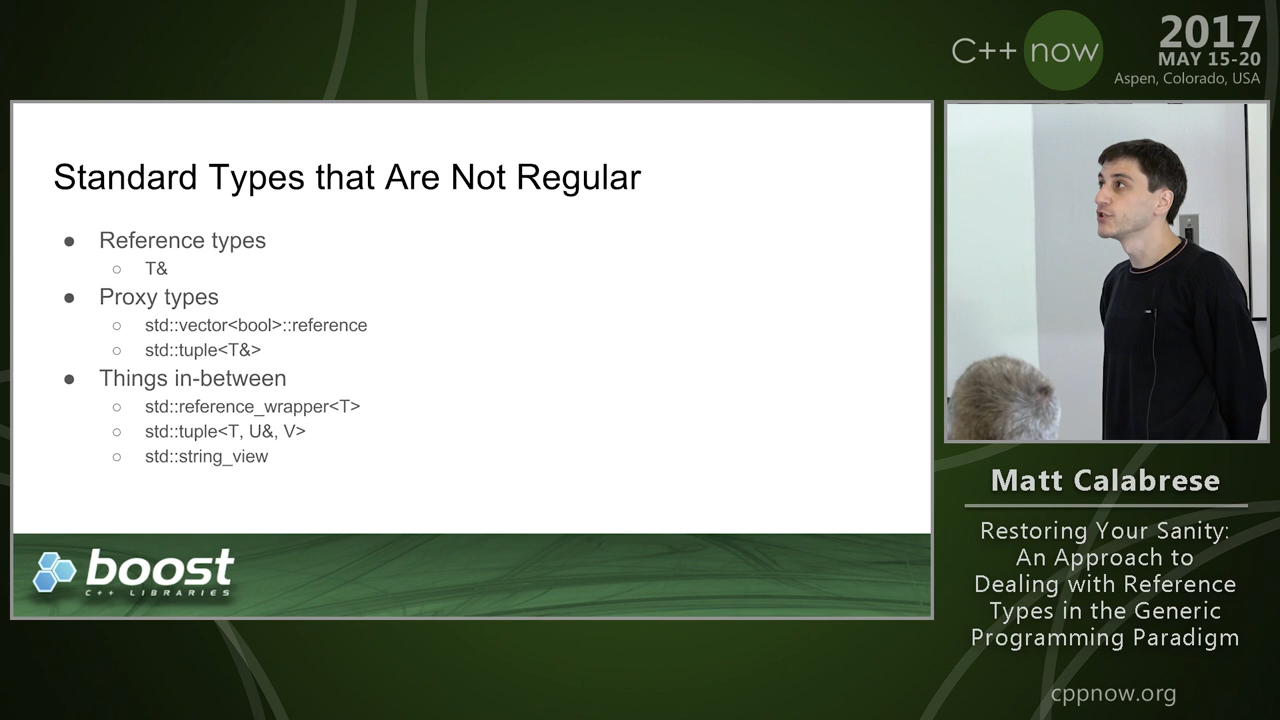 C++ now
2017
MAY 15-20
Aspen, Colorado, USA
Standard Types that Are Not Regular
● Reference types
○ T&
● Proxy types
○ std::vector<bool>::reference
○ std::tuple<T&>
● Things in-between
○ std::reference_wrapper<T>
○ std::tuple<T, U&, V>
○ std::string_view
boost
C++ LIBRARIES
Matt Calabrese
Restoring Your Sanity:
An Approach to
Dealing with Reference
Types in the Generic
Programming Paradigm
cppnow.org